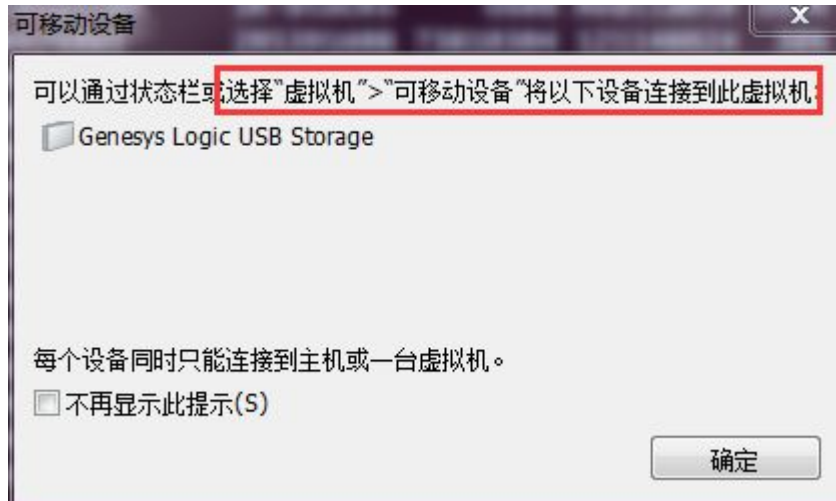 可移动设备
可以通过状态栏或选择"虚拟机">"可移动设备"将以下设备连接到此虚拟机:
Genesys Logic USB Storage
每个设备同时只能连接到主机或一台虚拟机。
不再显示此提示(S)
确定